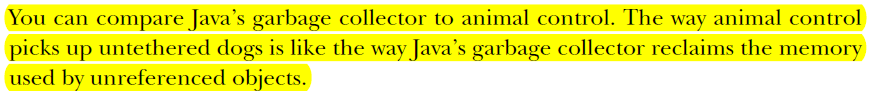 You can compare Java’s garbage collector to animal control. The way animal control
picks up untethered dogs is like the way Java’s garbage collector reclaims the memory
used by unreferenced objects.